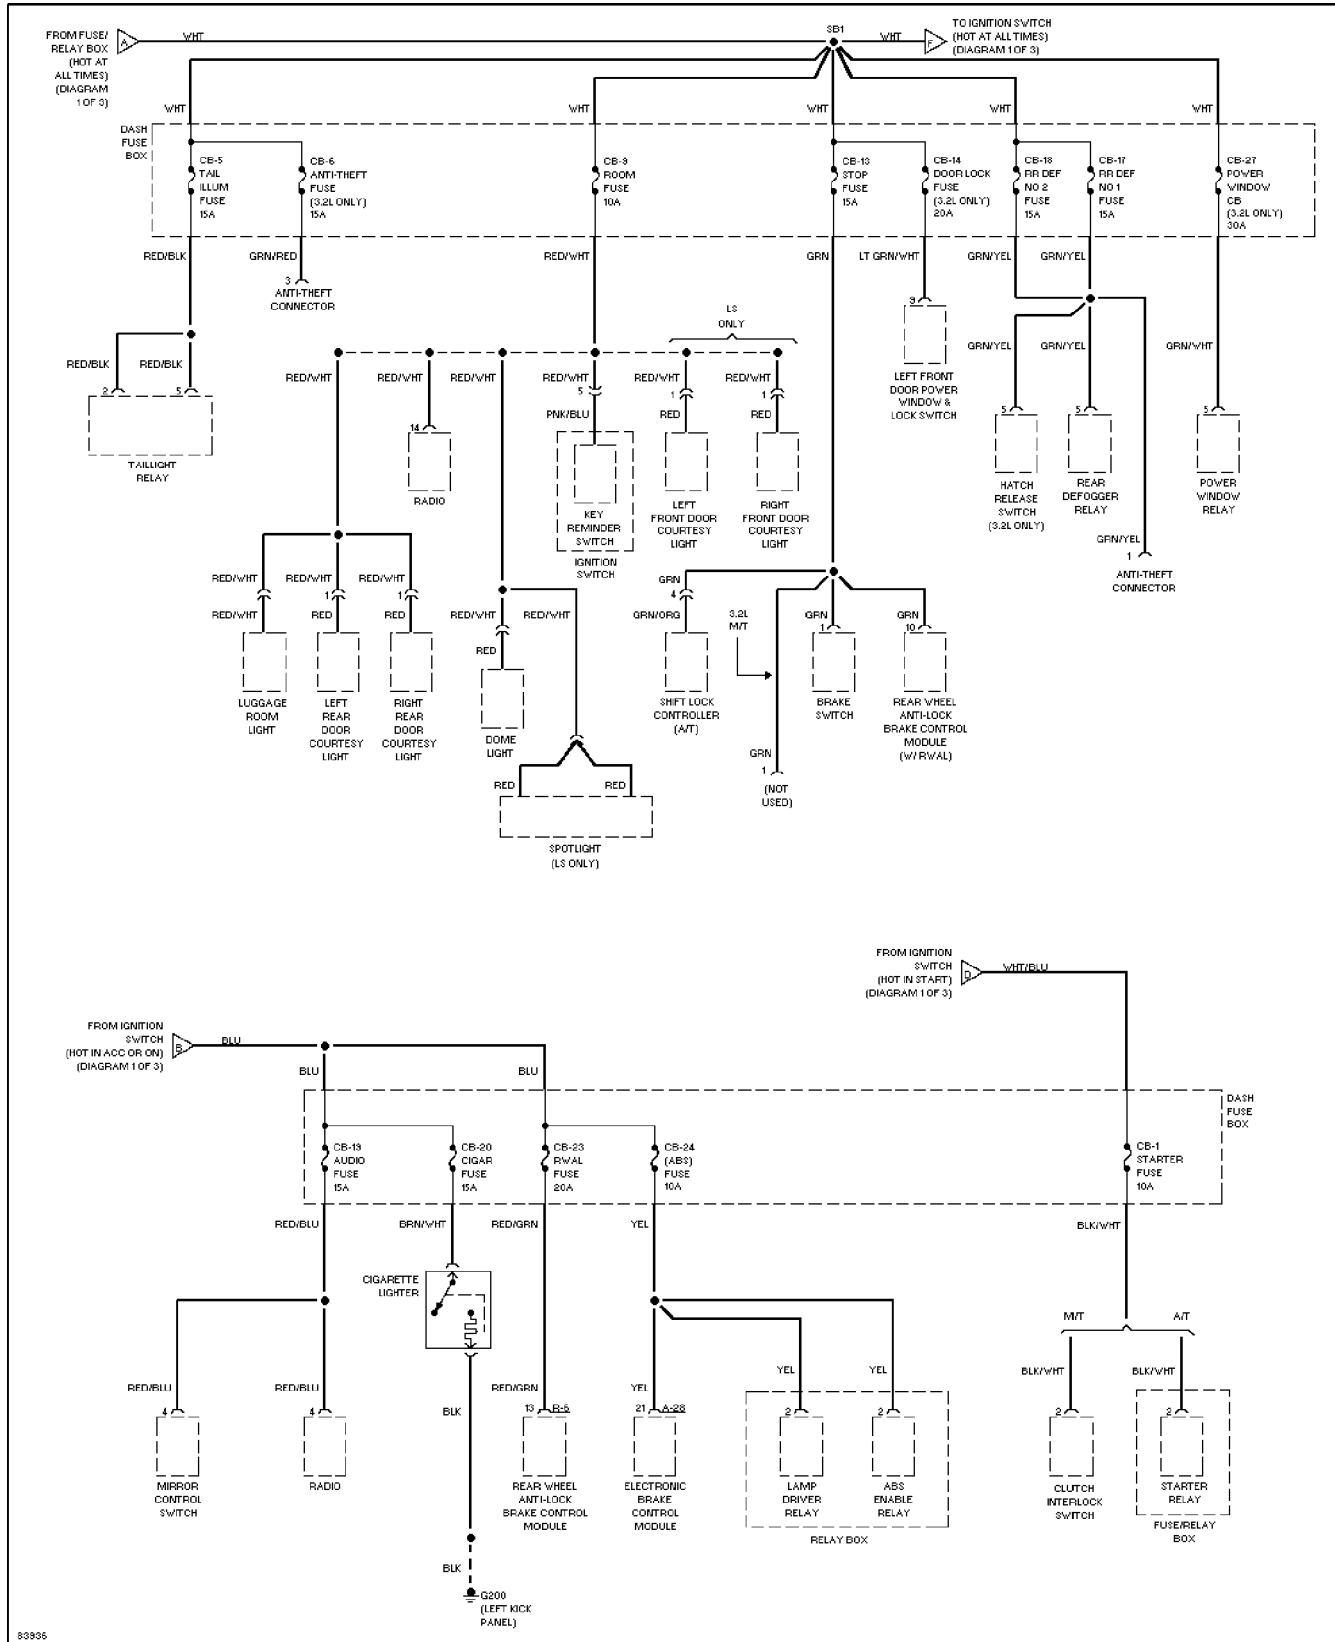 FROM FUSE/
RELAY BOX
(HOT AT
ALL TIMES)
(DIAGRAM
1 OF 3)
A
WHT
SB1
WHT
F
TO IGNITION SWITCH
(HOT AT ALL TIMES)
(DIAGRAM 1 OF 3)
WHT
WHT
WHT
WHT
WHT
DASH
FUSE
BOX
CB-5
TAIL
ILLUM
FUSE
15A
CB-6
ANTI-THEFT
FUSE
(3.2L ONLY)
15A
CB-9
ROOM
FUSE
10A
CB-13
STOP
FUSE
15A
CB-14
DOOR LOCK
FUSE
(3.2L ONLY)
20A
CB-18
RR DEF
NO 2
FUSE
15A
CB-17
RR DEF
NO 1
FUSE
15A
CB-27
POWER
WINDOW
CB
(3.2L ONLY)
30A
RED/BLK
GRN/RED
RED/WHT
GRN
LT GRN/WHT
GRN/YEL
GRN/YEL
3
ANTI-THEFT
CONNECTOR
LS
ONLY
9
LEFT FRONT
DOOR POWER
WINDOW &
LOCK SWITCH
RED/BLK
RED/BLK
2
5
TAILLIGHT
RELAY
RED/WHT
RED/WHT
RED/WHT
RED/WHT
RED/WHT
RED/WHT
5
1
1
PNK/BLU
RED
RED
14
RADIO
KEY
REMINDER
SWITCH
IGNITION
SWITCH
LEFT
FRONT DOOR
COURTESY
LIGHT
RIGHT
FRONT DOOR
COURTESY
LIGHT
GRN/YEL
GRN/YEL
GRN/WHT
5
5
5
HATCH
RELEASE
SWITCH
(3.2L ONLY)
REAR
DEFOGGER
RELAY
POWER
WINDOW
RELAY
GRN/YEL
1
ANTI-THEFT
CONNECTOR
RED/WHT
RED/WHT
RED/WHT
1
1
RED/WHT
RED
RED
LUGGAGE
ROOM
LIGHT
LEFT
REAR
DOOR
COURTESY
LIGHT
RIGHT
REAR
DOOR
COURTESY
LIGHT
RED/WHT
RED/WHT
RED
DOME
LIGHT
RED
RED
SPOTLIGHT
(LS ONLY)
GRN
4
GRN/ORG
SHIFT LOCK
CONTROLLER
(A/T)
3.2L
M/T
GRN
1
(NOT
USED)
GRN
1
BRAKE
SWITCH
GRN
10
REAR WHEEL
ANTI-LOCK
BRAKE CONTROL
MODULE
(W/ RWAL)
FROM IGNITION
SWITCH
(HOT IN START)
(DIAGRAM 1 OF 3)
D
WHT/BLU
FROM IGNITION
SWITCH
(HOT IN ACC OR ON)
(DIAGRAM 1 OF 3)
B
BLU
BLU
BLU
DASH
FUSE
BOX
CB-19
AUDIO
FUSE
15A
CB-20
CIGAR
FUSE
15A
CB-23
RWAL
FUSE
20A
CB-24
(ABS)
FUSE
10A
CB-1
STARTER
FUSE
10A
RED/BLU
BRN/WHT
RED/GRN
YEL
BLK/WHT
CIGARETTE
LIGHTER
M/T
A/T
RED/BLU
RED/BLU
BLK
RED/GRN
YEL
YEL
YEL
BLK/WHT
BLK/WHT
4
4
13
R-6
21
A-28
2
2
2
2
MIRROR
CONTROL
SWITCH
RADIO
REAR WHEEL
ANTI-LOCK
BRAKE CONTROL
MODULE
ELECTRONIC
BRAKE
CONTROL
MODULE
LAMP
DRIVER
RELAY
ABS
ENABLE
RELAY
RELAY BOX
CLUTCH
INTERLOCK
SWITCH
STARTER
RELAY
FUSE/RELAY
BOX
BLK
G200
(LEFT KICK
PANEL)
83936